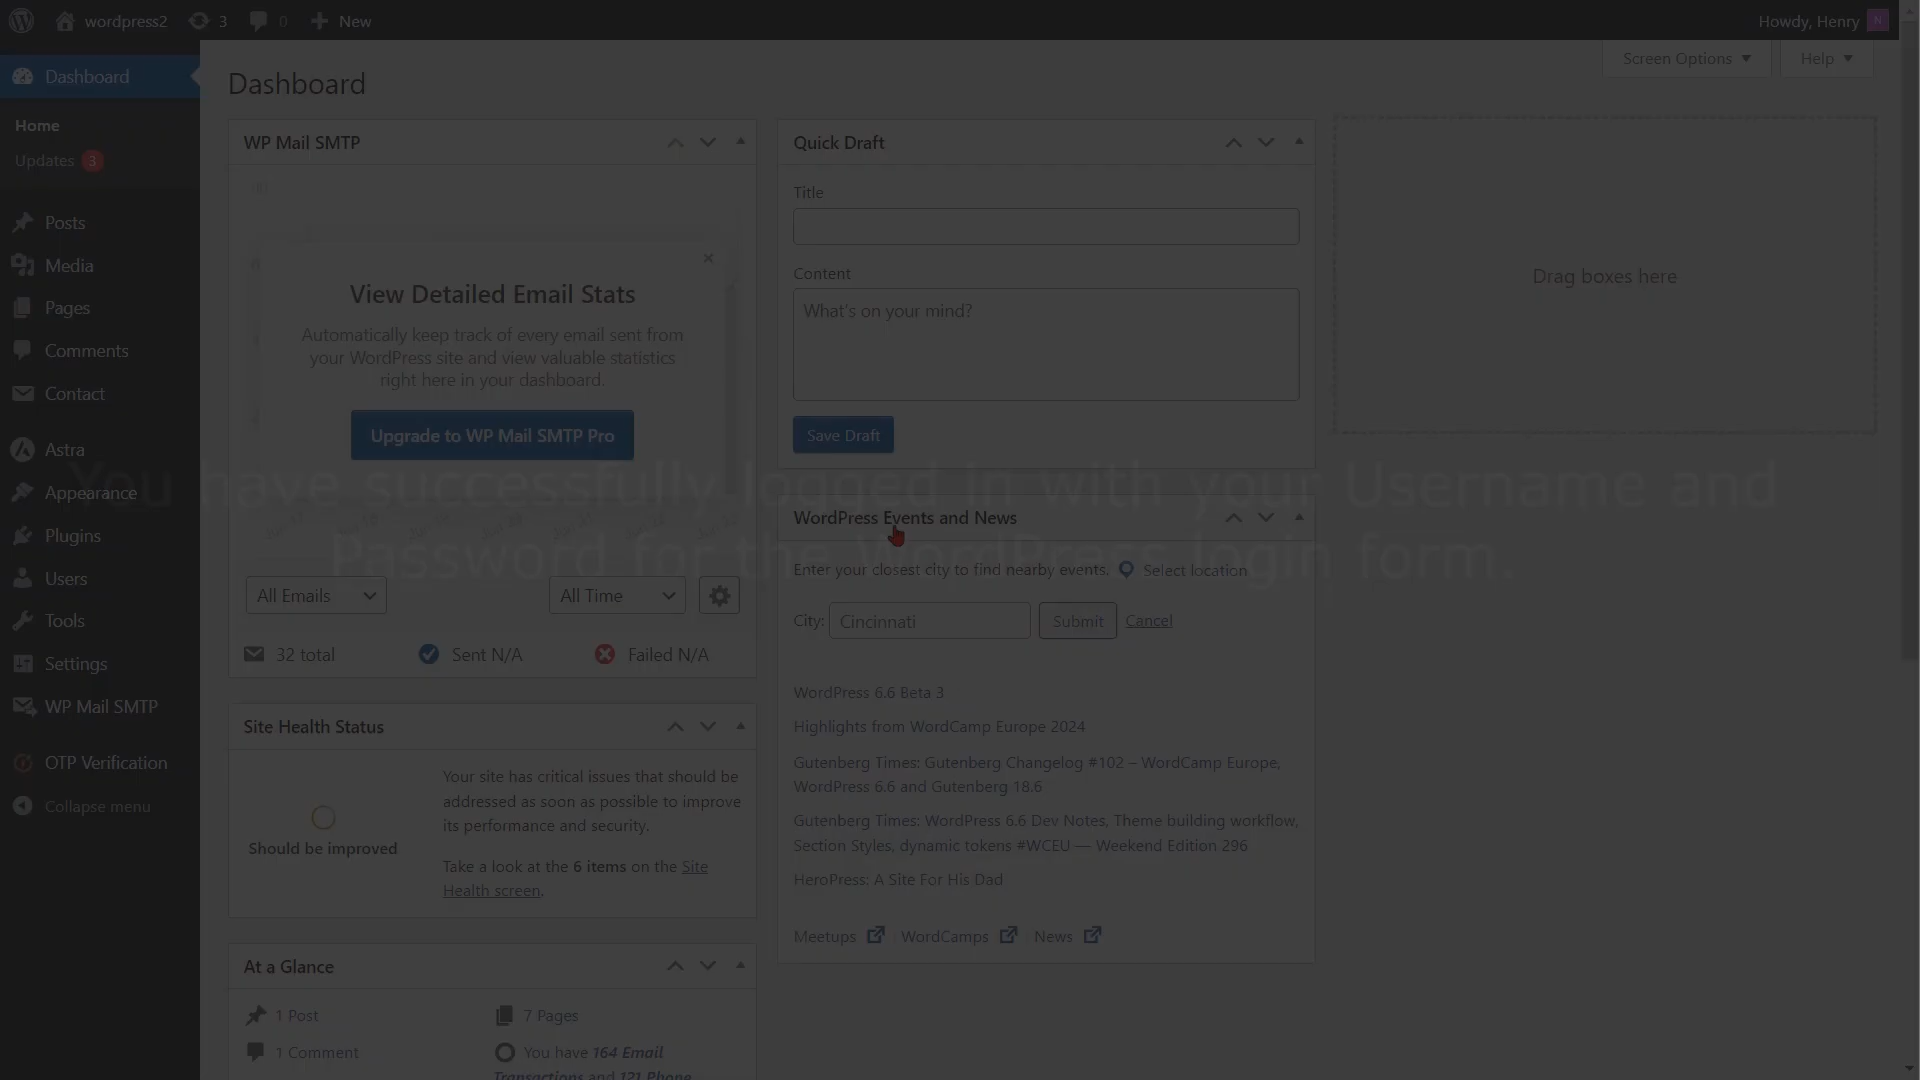 wordpress2 3 0 New Howdy, Henry N
Screen Options Help
Dashboard
Home
Updates 3
Posts
Media
Pages
Comments
Contact
Astra
Appearance
Plugins
Users
Tools
Settings
WP Mail SMTP
OTP Verification
Collapse menu
Dashboard
WP Mail SMTP
View Detailed Email Stats
Automatically keep track of every email sent from
your WordPress site and view valuable statistics
right here in your dashboard.
Upgrade to WP Mail SMTP Pro
All Emails All Time
32 total Sent N/A Failed N/A
Site Health Status
Should be improved
Your site has critical issues that should be
addressed as soon as possible to improve
its performance and security.
Take a look at the 6 items on the Site
Health screen.
At a Glance
1 Post 7 Pages
1 Comment You have 164 Email
Transactions and 121 Phone
Quick Draft
Title
Content
What's on your mind?
Save Draft
WordPress Events and News
Enter your closest city to find nearby events. Select location
City: Cincinnati Submit Cancel
WordPress 6.6 Beta 3
Highlights from WordCamp Europe 2024
Gutenberg Times: Gutenberg Changelog #102 – WordCamp Europe,
WordPress 6.6 and Gutenberg 18.6
Gutenberg Times: WordPress 6.6 Dev Notes, Theme building workflow,
Section Styles, dynamic tokens #WCEU — Weekend Edition 296
HeroPress: A Site For His Dad
Meetups WordCamps News
Drag boxes here
You have successfully logged in with your Username and
Password for the WordPress login form.